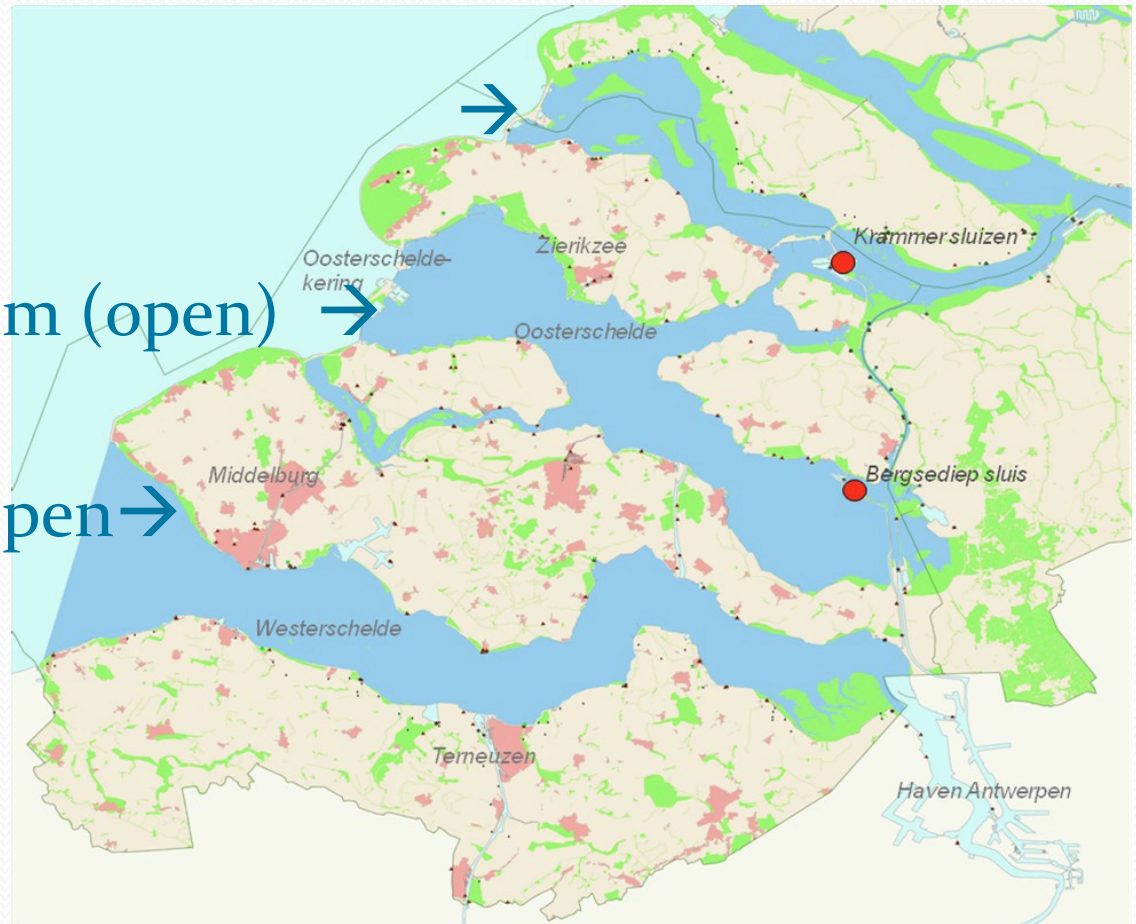 →
Krammer sluizen
Zierikzee
Oosterschelde-
kering
m (open) →
Oosterschelde
Middelburg
Bergsediep sluis
pen →
Westerschelde
Terneuzen
Haven Antwerpen